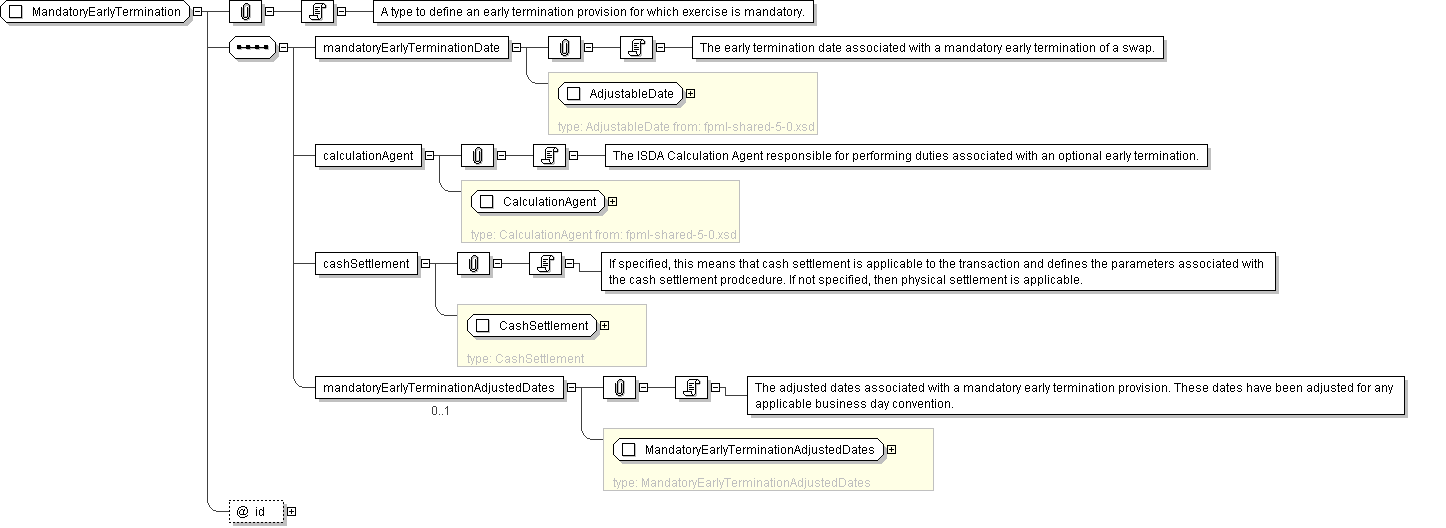 MandatoryEarlyTermination
A type to define an early termination provision for which exercise is mandatory.
mandatoryEarlyTerminationDate
The early termination date associated with a mandatory early termination of a swap.
AdjustableDate
type: AdjustableDate from: fpml-shared-5-0.xsd
calculationAgent
The ISDA Calculation Agent responsible for performing duties associated with an optional early termination.
CalculationAgent
type: CalculationAgent from: fpml-shared-5-0.xsd
cashSettlement
If specified, this means that cash settlement is applicable to the transaction and defines the parameters associated with
the cash settlement prodcedure. If not specified, then physical settlement is applicable.
CashSettlement
type: CashSettlement
mandatoryEarlyTerminationAdjustedDates
0..1
The adjusted dates associated with a mandatory early termination provision. These dates have been adjusted for any
applicable business day convention.
MandatoryEarlyTerminationAdjustedDates
type: MandatoryEarlyTerminationAdjustedDates
@ id